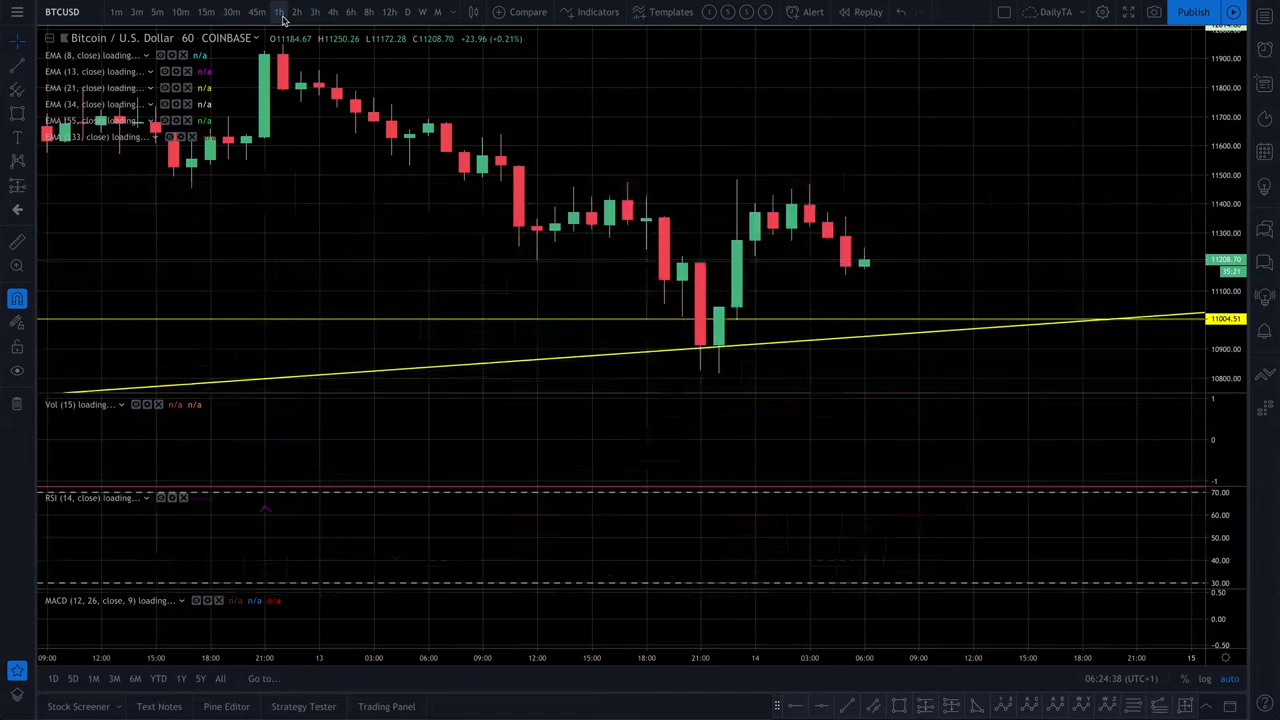 BTCUSD 1m 3m 5m 10m 15m 30m 45m 1h 2h 3h 4h 6h 8h 12h D W M Compare Indicators Templates Alert Replay DailyTA Publish
Bitcoin / U.S. Dollar 60 COINBASE O11184.67 H11250.26 L11172.28 C11208.70 +23.96 (+0.21%)
EMA (8, close) loading... n/a
EMA (13, close) loading... n/a
EMA (21, close) loading... n/a
EMA (34, close) loading... n/a
EMA (55, close) loading... n/a
11900.00
11800.00
11700.00
11600.00
11500.00
11400.00
11300.00
11208.70
35:21
11100.00
11004.51
10900.00
10800.00
Vol (15) loading... n/a n/a
1
0
-1
RSI (14, close) loading...
70.00
60.00
50.00
40.00
30.00
MACD (12, 26, close, 9) loading... n/a n/a n/a
0.50
0.00
-0.50
09:00 12:00 15:00 18:00 21:00 13 03:00 06:00 09:00 12:00 15:00 18:00 21:00 14 03:00 06:00 09:00 12:00 15:00 18:00 21:00 15
1D 5D 1M 3M 6M YTD 1Y 5Y All Go to... 06:24:38 (UTC+1) % log auto
Stock Screener Text Notes Pine Editor Strategy Tester Trading Panel